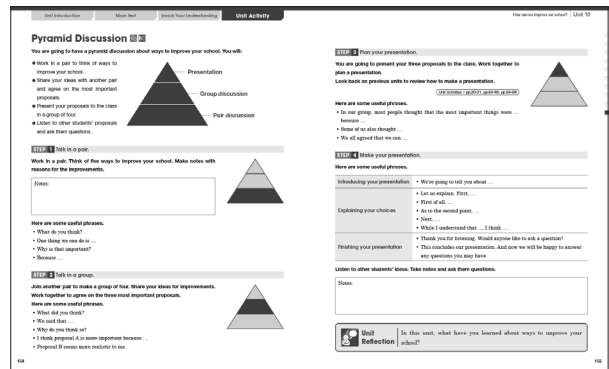 Unit Introduction
Main Text
Enrich Your Understanding
Unit Activity
How can we improve our school? Unit 10
Pyramid Discussion
You are going to have a pyramid discussion about ways to improve your school. You will:
● Work in a pair to think of ways to
improve your school.
● Share your ideas with another pair
and agree on the most important
proposals.
● Present your proposals to the class
in a group of four.
● Listen to other students' proposals
and ask them questions.
Presentation
Group discussion
Pair discussion
STEP 1 Talk in a pair.
Work in a pair. Think of five ways to improve your school. Make notes with
reasons for the improvements.
Notes:
Here are some useful phrases.
• What do you think?
• One thing we can do is ...
• Why is that important?
• Because ...
STEP 2 Talk in a group.
Join another pair to make a group of four. Share your ideas for improvements.
Work together to agree on the three most important proposals.
Here are some useful phrases.
• What did you think?
• We said that ...
• Why do you think so?
• I think proposal A is more important because ...
• Proposal B seems more realistic to me.
154
STEP 3 Plan your presentation.
You are going to present your three proposals to the class. Work together to
plan a presentation.
Look back on previous units to review how to make a presentation.
Here are some useful phrases.
• In our group, most people thought that the most important things were ...
because ...
• Some of us also thought ...
• We all agreed that we can ...
STEP 4 Make your presentation.
Here are some useful phrases.
Introducing your presentation
• We're going to tell you about ...
Explaining your choices
• Let us explain. First, ...
• First of all, ...
• As to the second point, ...
• Next, ...
• While I understand that ..., I think ...
Finishing your presentation
• Thank you for listening. Would anyone like to ask a question?
• This concludes our presentation. And now we will be happy to answer
any questions you may have.
Listen to other students' ideas. Take notes and ask them questions.
Notes:
Unit
Reflection
In this unit, what have you learned about ways to improve your
school?
155